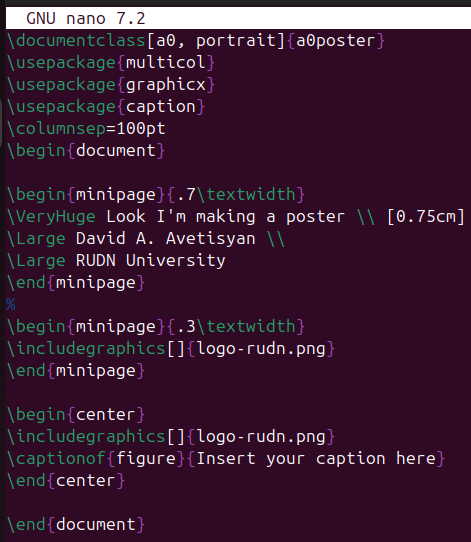 GNU nano 7.2
\documentclass[a0, portrait]{a0poster}
\usepackage{multicol}
\usepackage{graphicx}
\usepackage{caption}
\columnsep=100pt
\begin{document}
\begin{minipage}{.7\textwidth}
\VeryHuge Look I'm making a poster \\ [0.75cm]
\Large David A. Avetisyan \\
\Large RUDN University
\end{minipage}
%
\begin{minipage}{.3\textwidth}
\includegraphics[]{logo-rudn.png}
\end{minipage}
\begin{center}
\includegraphics[]{logo-rudn.png}
\captionof{figure}{Insert your caption here}
\end{center}
\end{document}